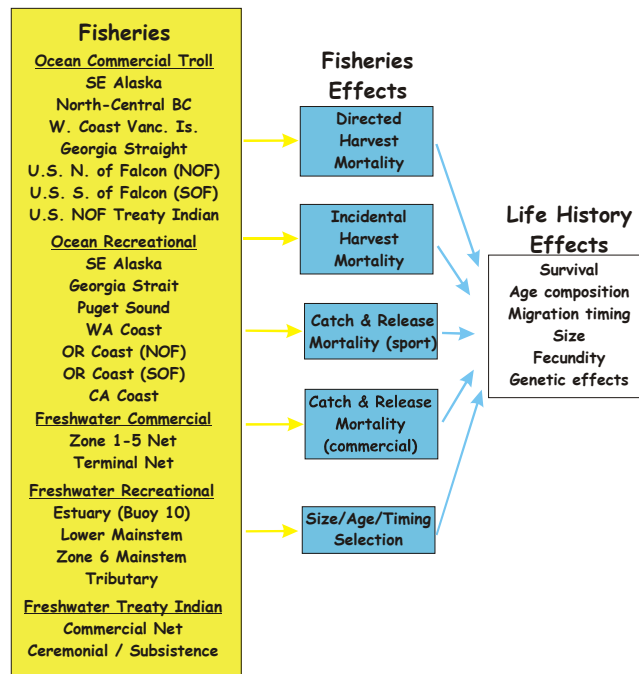 Fisheries
Ocean Commercial Troll
SE Alaska
North-Central BC
W. Coast Vanc. Is.
Georgia Straight
U.S. N. of Falcon (NOF)
U.S. S. of Falcon (SOF)
U.S. NOF Treaty Indian
Ocean Recreational
SE Alaska
Georgia Strait
Puget Sound
WA Coast
OR Coast (NOF)
OR Coast (SOF)
CA Coast
Freshwater Commercial
Zone 1-5 Net
Terminal Net
Freshwater Recreational
Estuary (Buoy 10)
Lower Mainstem
Zone 6 Mainstem
Tributary
Freshwater Treaty Indian
Commercial Net
Ceremonial / Subsistence
Fisheries
Effects
Directed
Harvest
Mortality
Incidental
Harvest
Mortality
Catch & Release
Mortality (sport)
Catch & Release
Mortality
(commercial)
Size/Age/Timing
Selection
Life History
Effects
Survival
Age composition
Migration timing
Size
Fecundity
Genetic effects